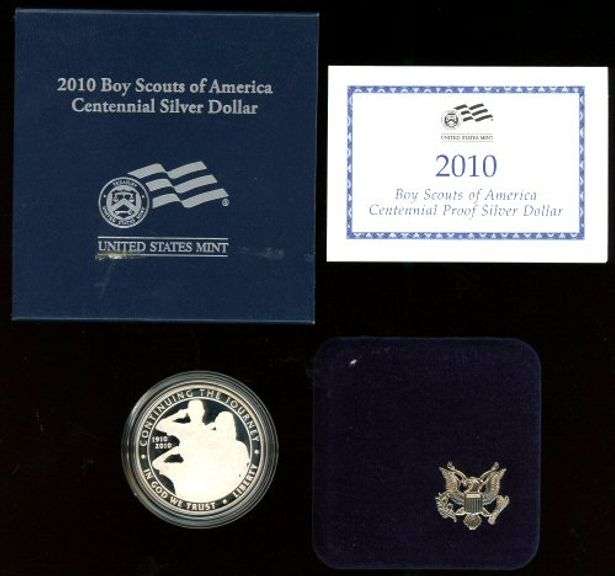 2010 Boy Scouts of America
Centennial Silver Dollar
UNITED STATES MINT
UNITED STATES MINT
2010
Boy Scouts of America
Centennial Proof Silver Dollar
CONTINUING THE JOURNEY
1910
2010
IN GOD WE TRUST • LIBERTY